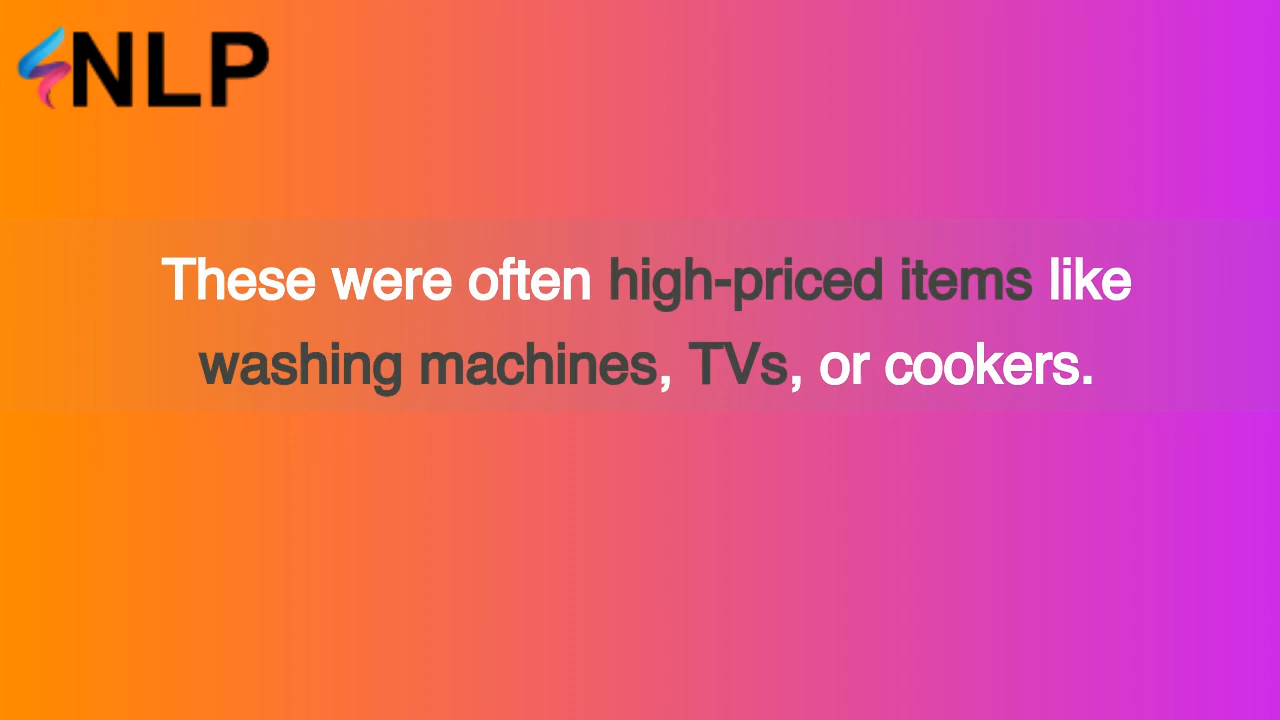 NLP
These were often high-priced items like
washing machines, TVs, or cookers.